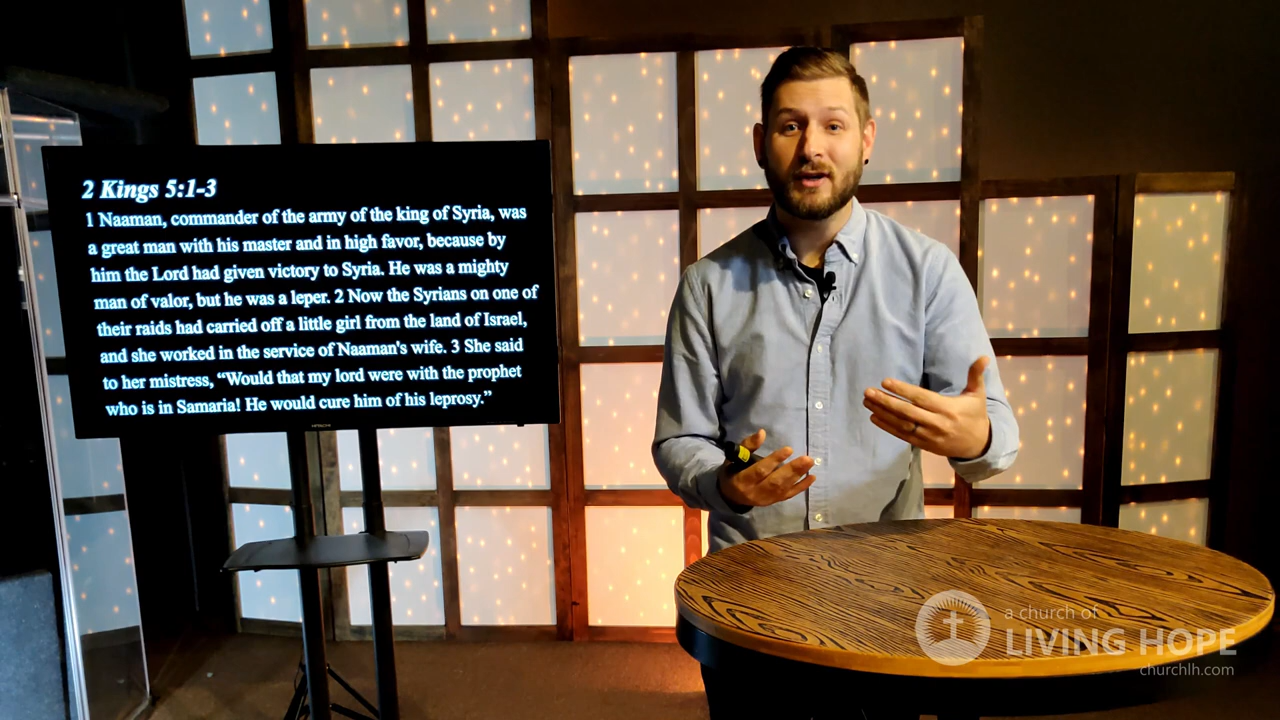 2 Kings 5:1-3
1 Naaman, commander of the army of the king of Syria, was
a great man with his master and in high favor, because by
him the Lord had given victory to Syria. He was a mighty
man of valor, but he was a leper. 2 Now the Syrians on one of
their raids had carried off a little girl from the land of Israel,
and she worked in the service of Naaman's wife. 3 She said
to her mistress, “Would that my lord were with the prophet
who is in Samaria! He would cure him of his leprosy.”
HITACHI
a church of
LIVING HOPE
churchlh.com